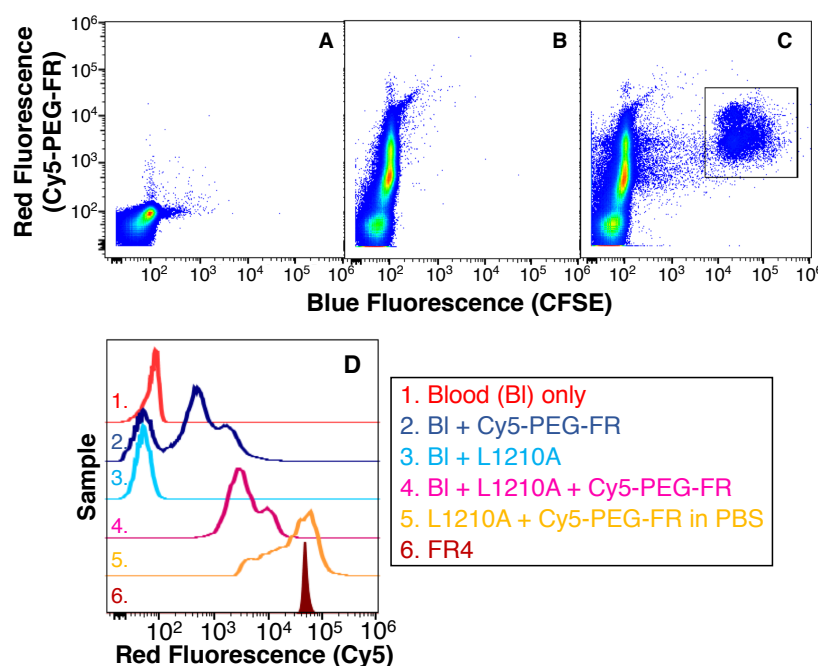 A B C
Red Fluorescence
(Cy5-PEG-FR)
10⁶
10⁵
10⁴
10³
10²
10² 10³ 10⁴ 10⁵ 10⁶ 10² 10³ 10⁴ 10⁵ 10⁶ 10² 10³ 10⁴ 10⁵ 10⁶
Blue Fluorescence (CFSE)
D
Sample
1.
2.
3.
4.
5.
6.
10² 10³ 10⁴ 10⁵ 10⁶
Red Fluorescence (Cy5)
1. Blood (Bl) only
2. Bl + Cy5-PEG-FR
3. Bl + L1210A
4. Bl + L1210A + Cy5-PEG-FR
5. L1210A + Cy5-PEG-FR in PBS
6. FR4